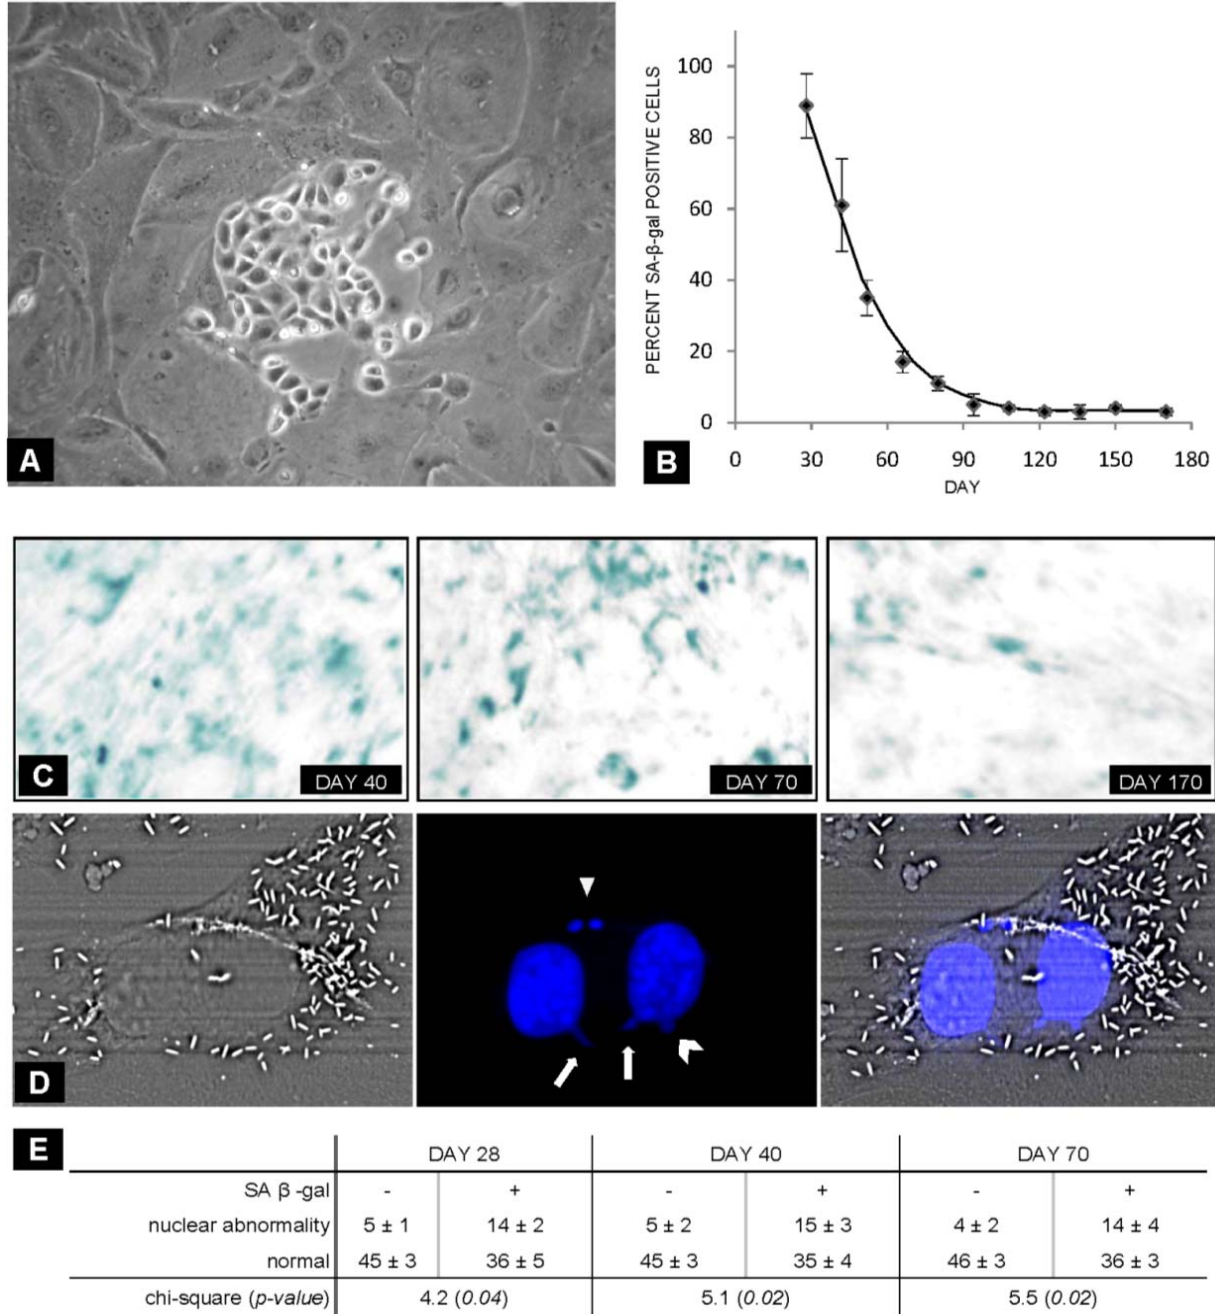 A
PERCENT SA-β-gal POSITIVE CELLS
100
80
60
40
20
0
0 30 60 90 120 150 180
DAY
B
C
DAY 40
DAY 70
DAY 170
D
E
DAY 28 DAY 40 DAY 70
SA β -gal - + - + - +
nuclear abnormality 5 ± 1 14 ± 2 5 ± 2 15 ± 3 4 ± 2 14 ± 4
normal 45 ± 3 36 ± 5 45 ± 3 35 ± 4 46 ± 3 36 ± 3
chi-square (p-value) 4.2 (0.04) 5.1 (0.02) 5.5 (0.02)